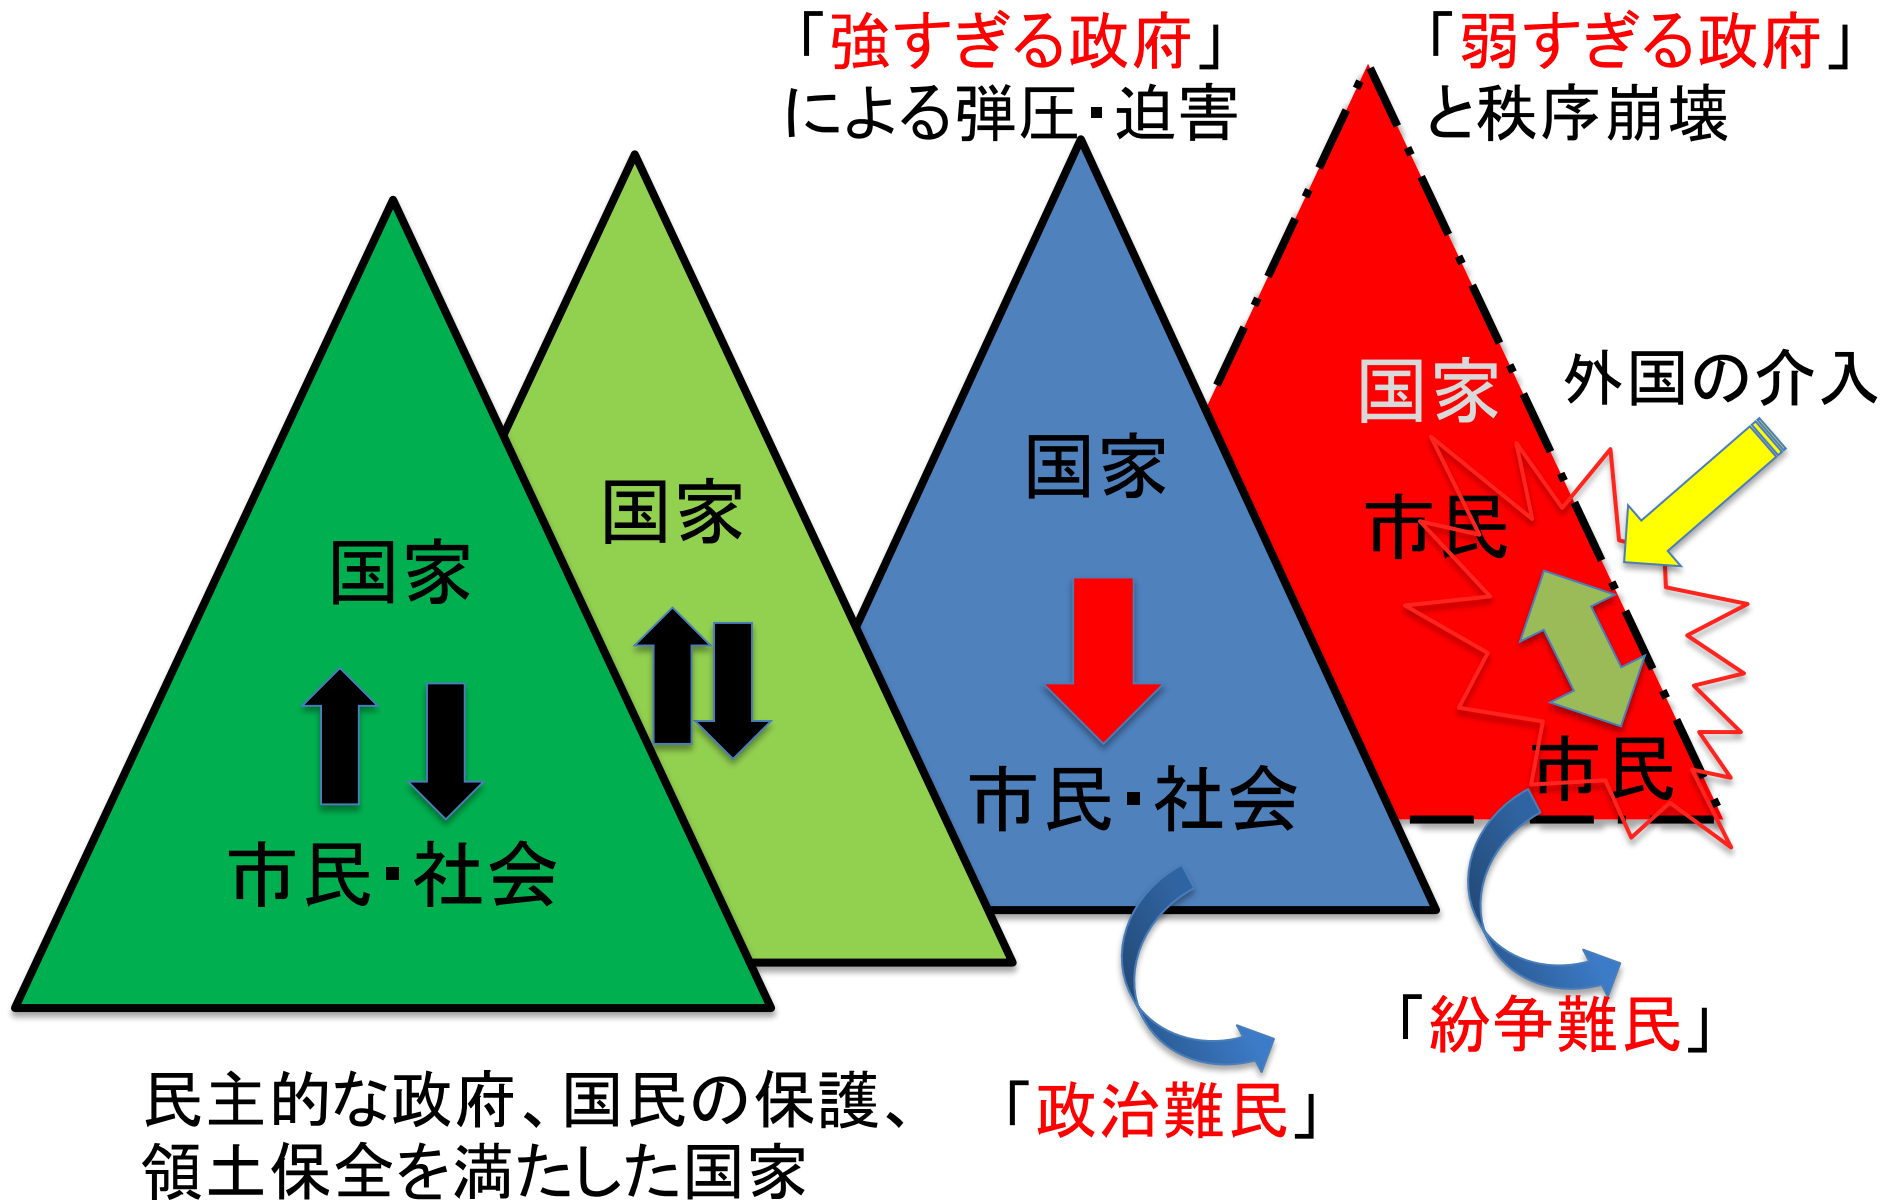 「強すぎる政府」
による弾圧・迫害
「弱すぎる政府」
と秩序崩壊
外国の介入
国家
市民・社会
国家
国家
市民・社会
国家
市民
市民
「紛争難民」
「政治難民」
民主的な政府、国民の保護、
領土保全を満たした国家